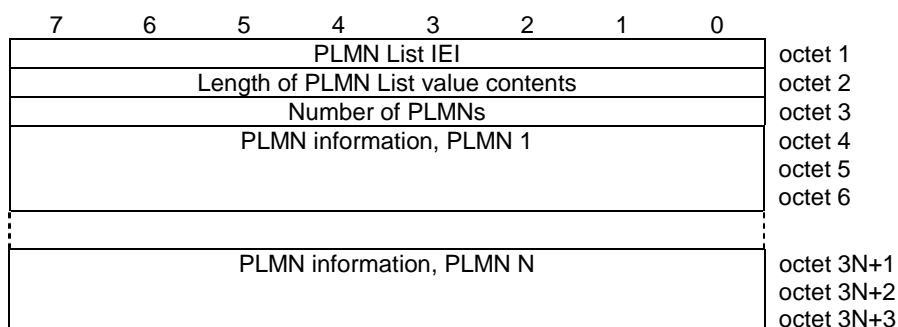 7 6 5 4 3 2 1 0
PLMN List IEI octet 1
Length of PLMN List value contents octet 2
Number of PLMNs octet 3
PLMN information, PLMN 1 octet 4
octet 5
octet 6
PLMN information, PLMN N octet 3N+1
octet 3N+2
octet 3N+3